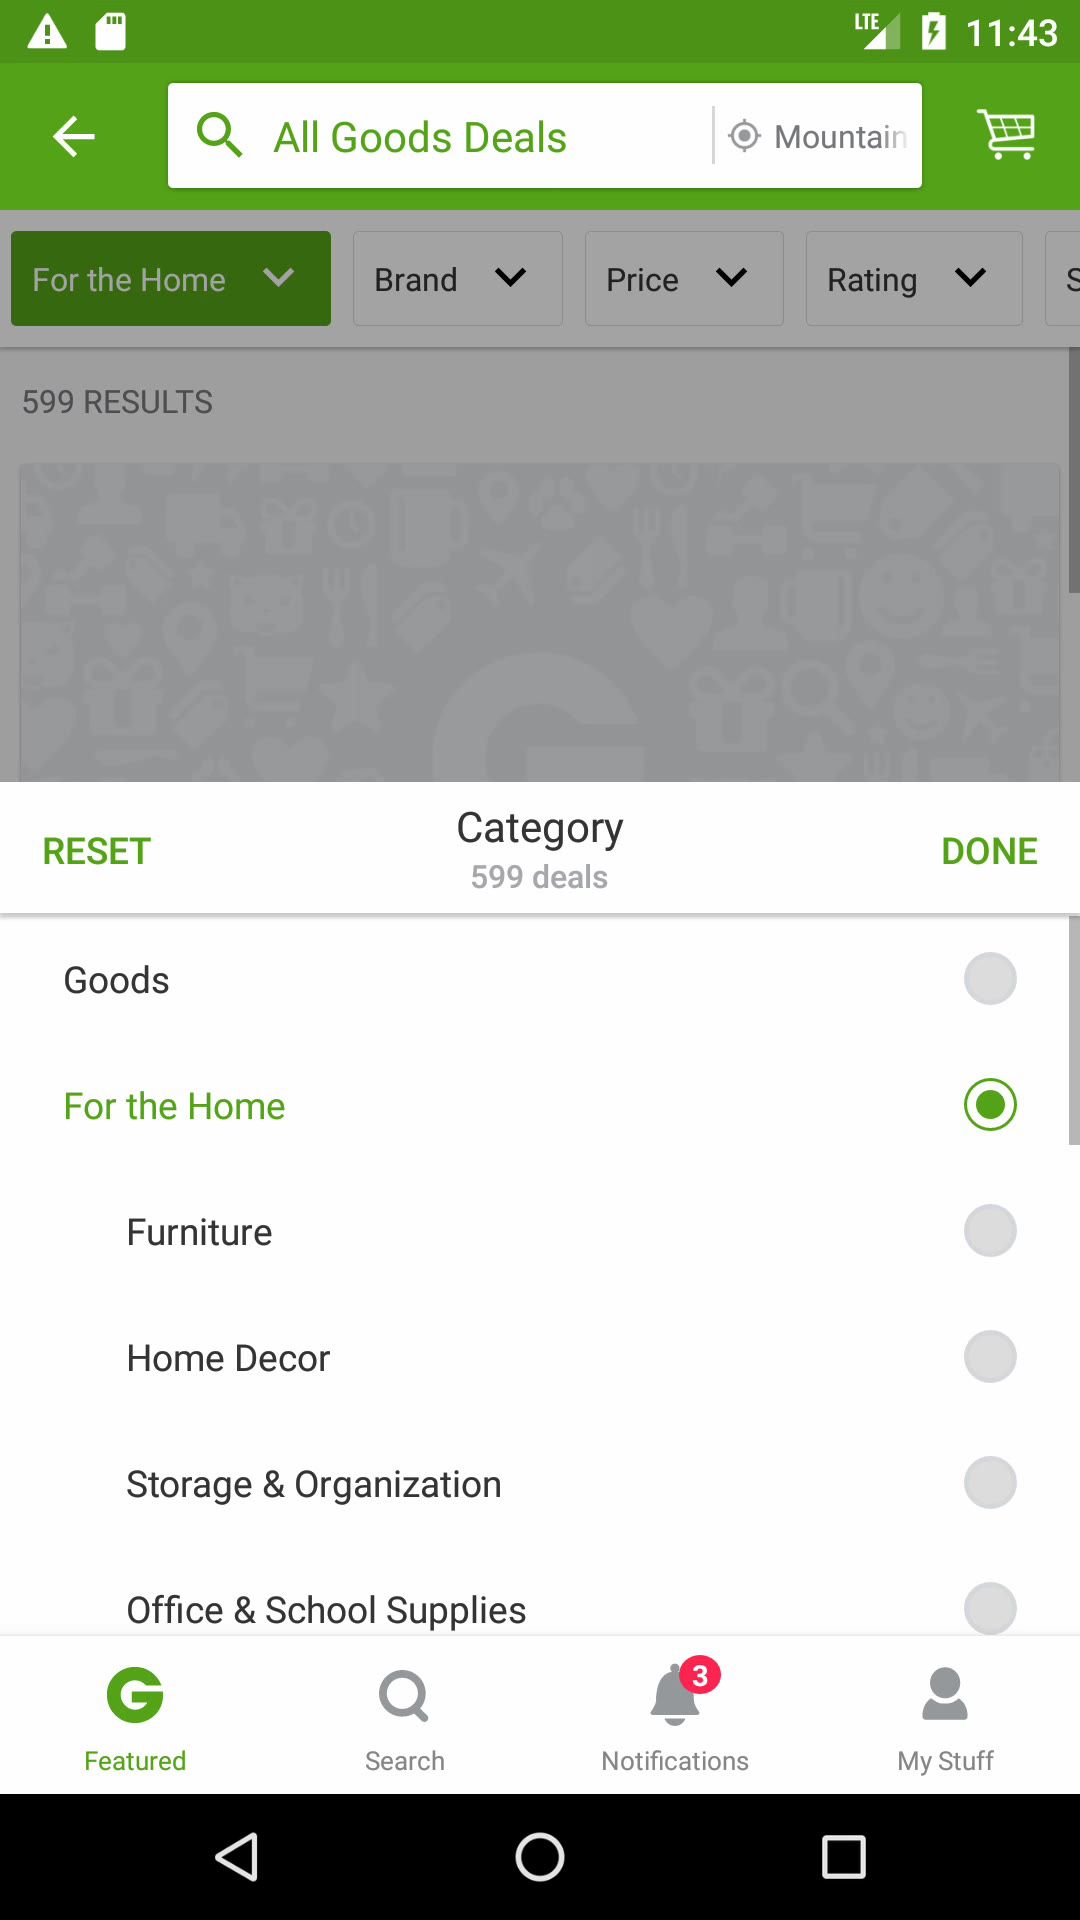 LTE 11:43
All Goods Deals Mountain
For the Home Brand Price Rating S
599 RESULTS
RESET Category DONE
599 deals
Goods
For the Home
Furniture
Home Decor
Storage & Organization
Office & School Supplies
3
Featured Search Notifications My Stuff